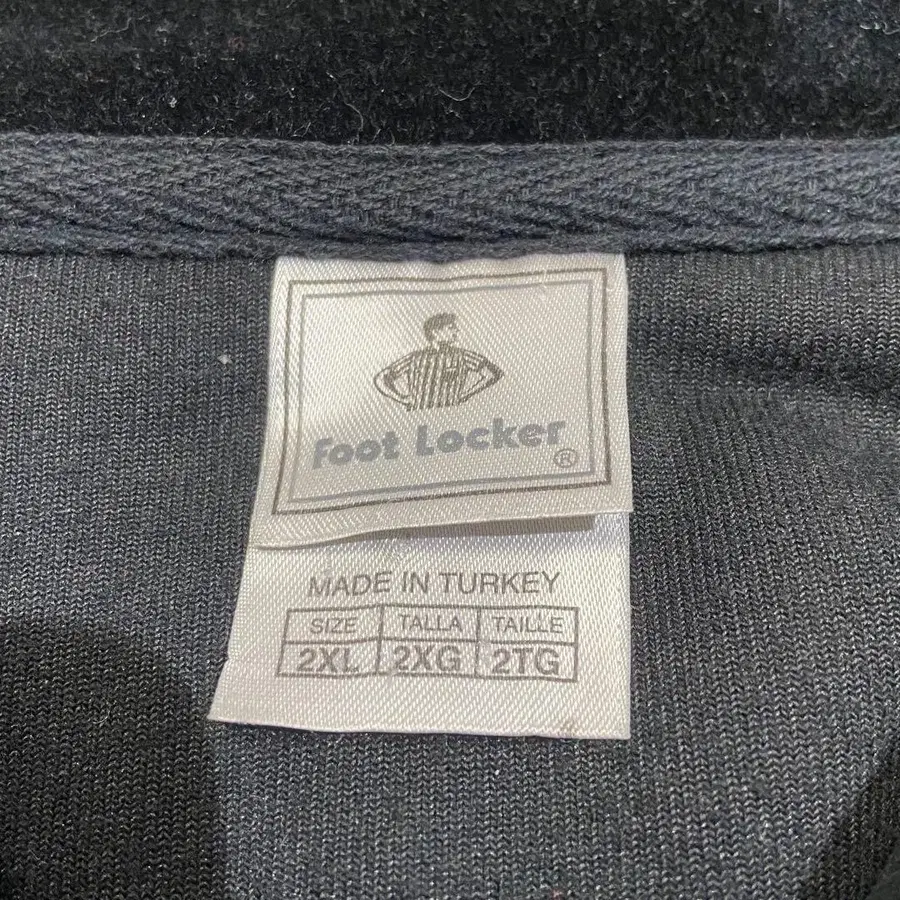 Foot Locker ®
MADE IN TURKEY
SIZE TALLA TAILLE
2XL 2XG 2TG